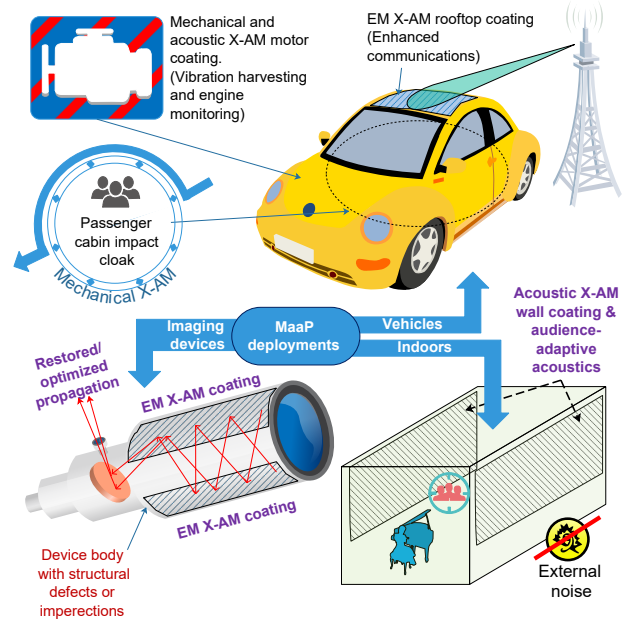 Mechanical and
acoustic X-AM motor
coating.
(Vibration harvesting
and engine
monitoring)
EM X-AM rooftop coating
(Enhanced
communications)
Passenger
cabin impact
cloak
Mechanical X-AM
Imaging
devices
MaaP
deployments
Vehicles
Indoors
Acoustic X-AM
wall coating &
audience-
adaptive
acoustics
Restored/
optimized
propagation
EM X-AM coating
EM X-AM coating
Device body
with structural
defects or
imperections
External
noise